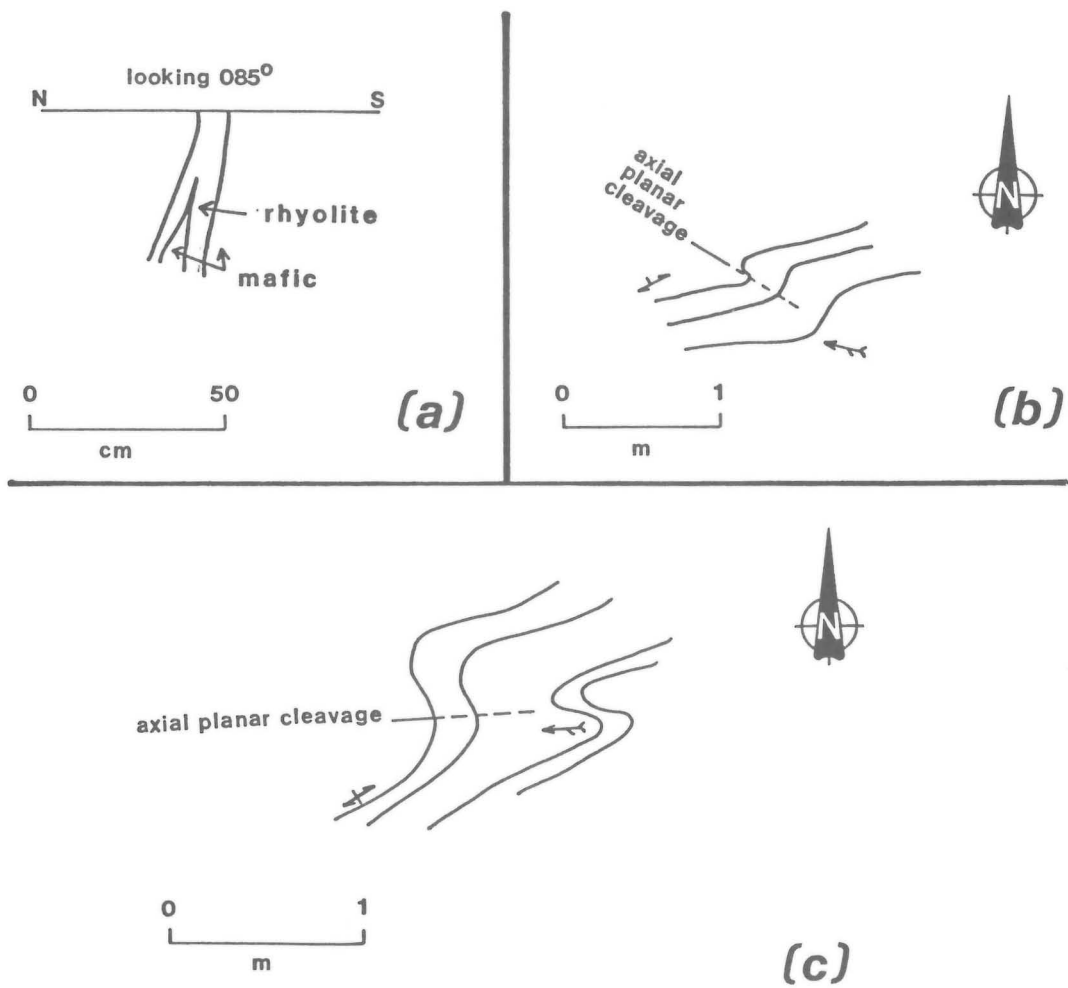 looking 085°
N S
rhyolite
mafic
0 50
cm
(a)
axial
planar
cleavage
N
0 1
m
(b)
N
axial planar cleavage
0 1
m
(c)